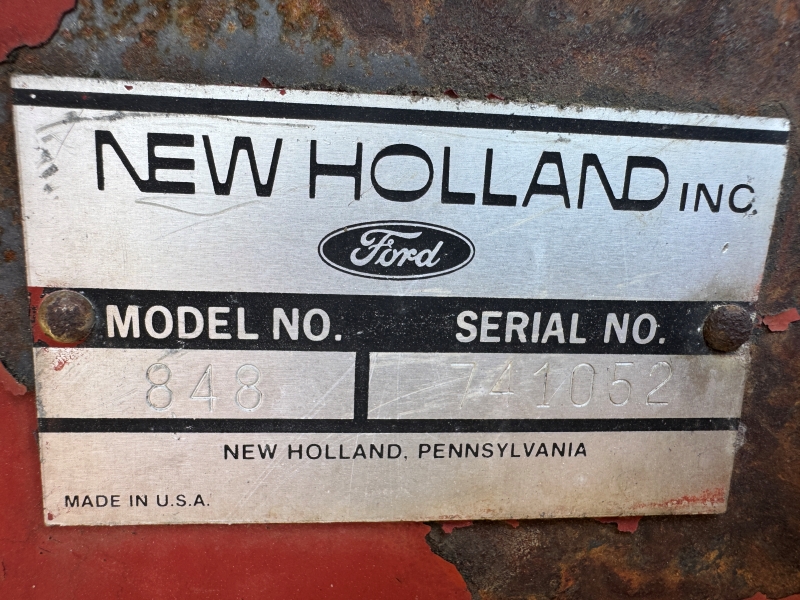 NEW HOLLAND INC.
Ford
MODEL NO. SERIAL NO.
848 741052
NEW HOLLAND, PENNSYLVANIA
MADE IN U.S.A.